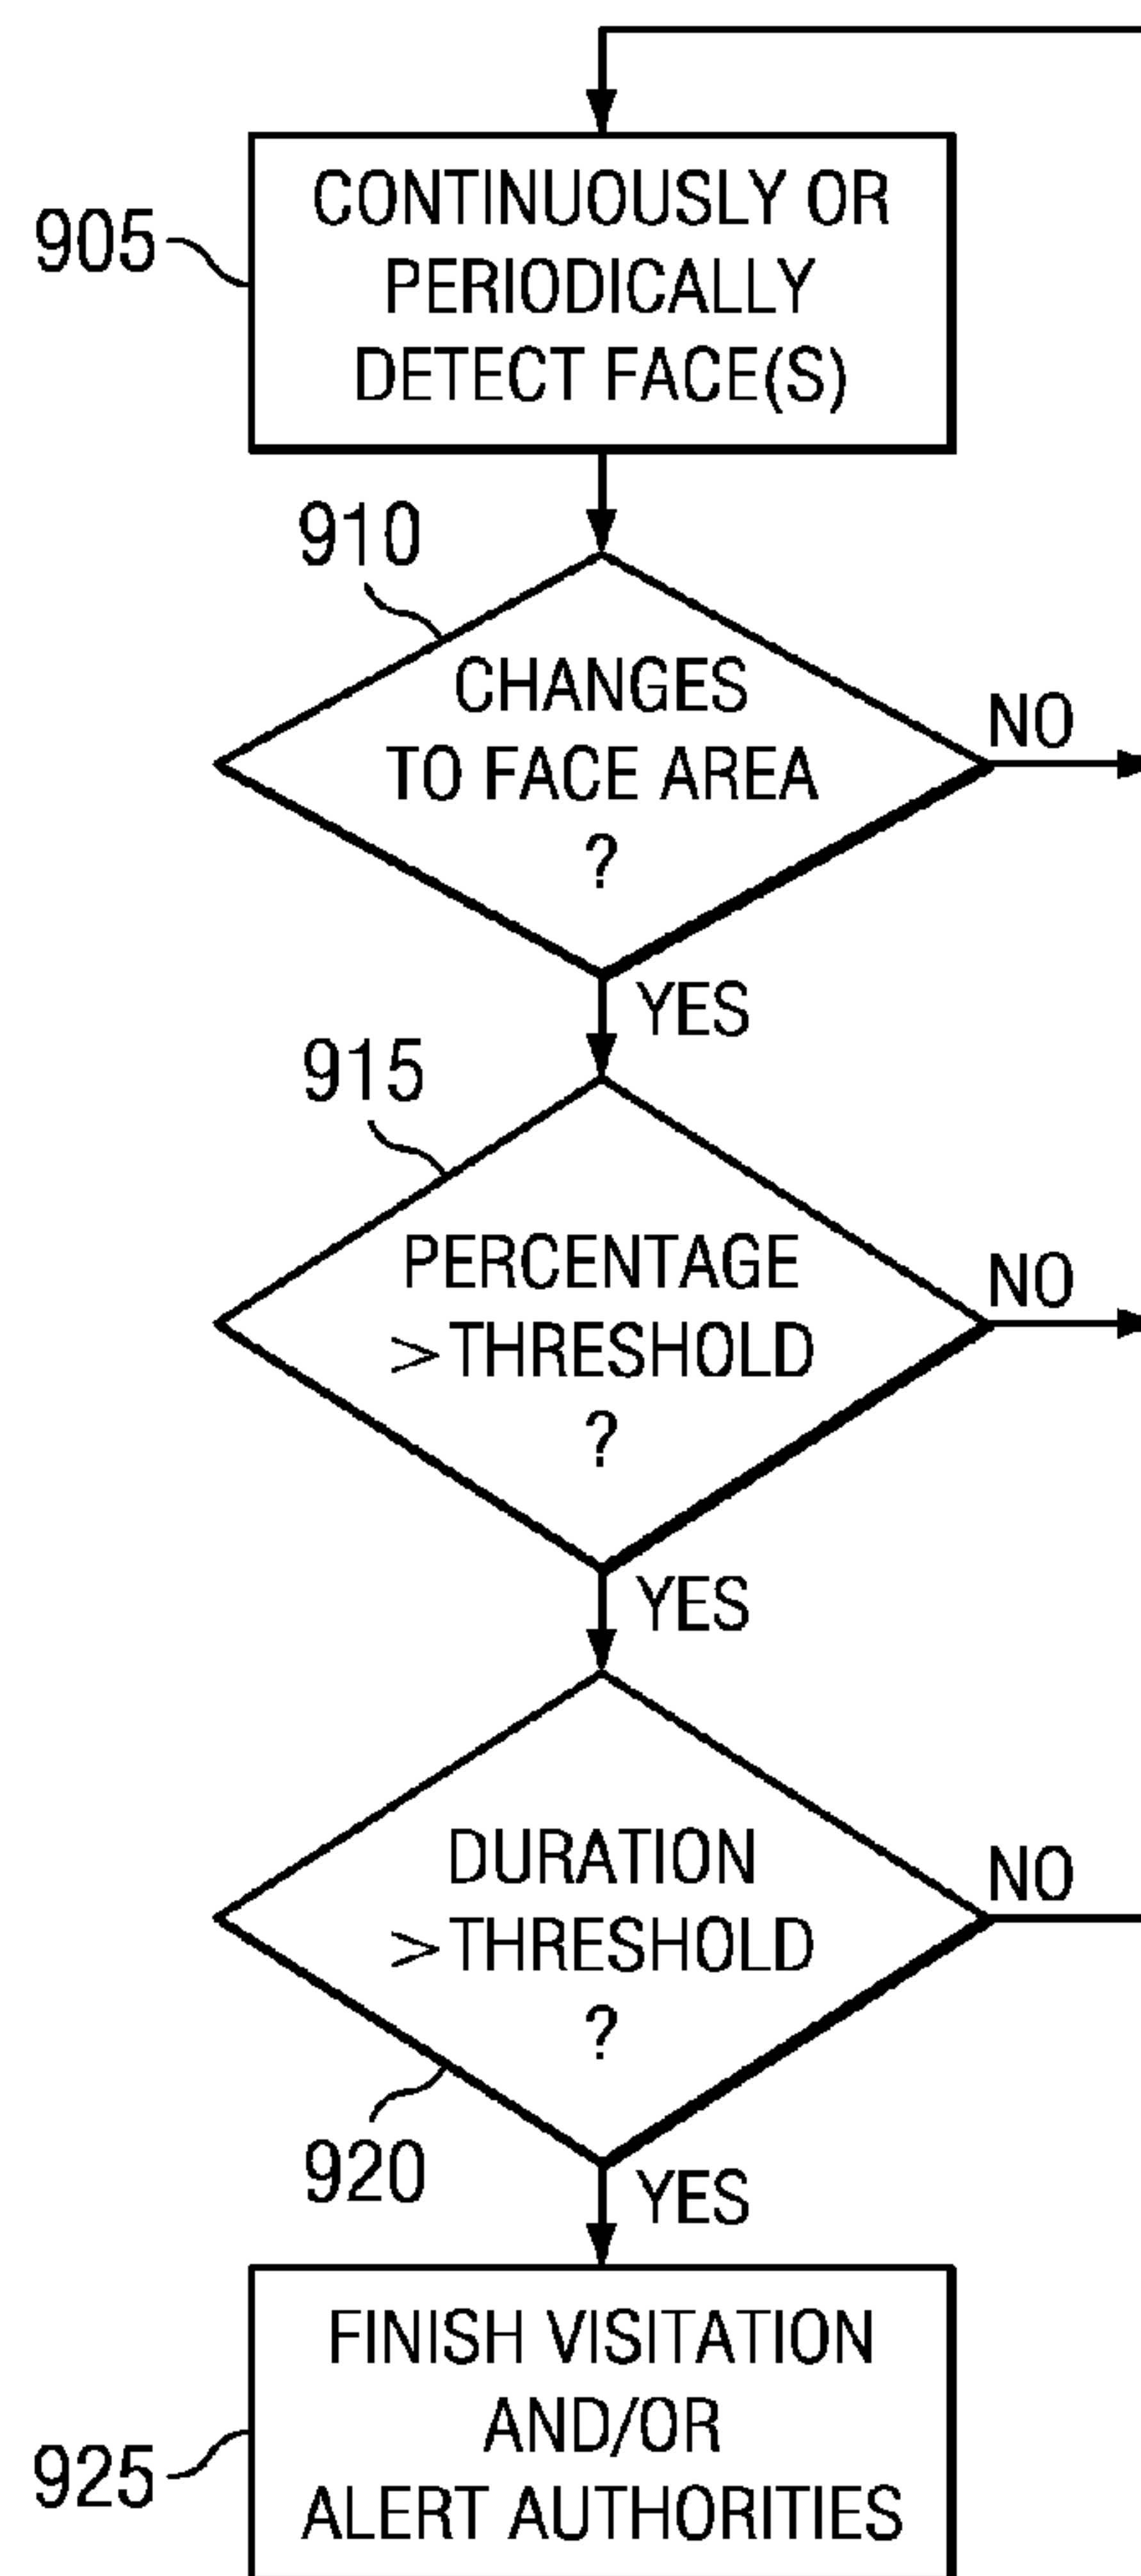 905
CONTINUOUSLY OR
PERIODICALLY
DETECT FACE(S)
910
CHANGES
TO FACE AREA
?
NO
YES
915
PERCENTAGE
>THRESHOLD
?
NO
YES
DURATION
>THRESHOLD
?
NO
920
YES
FINISH VISITATION
AND/OR
ALERT AUTHORITIES
925